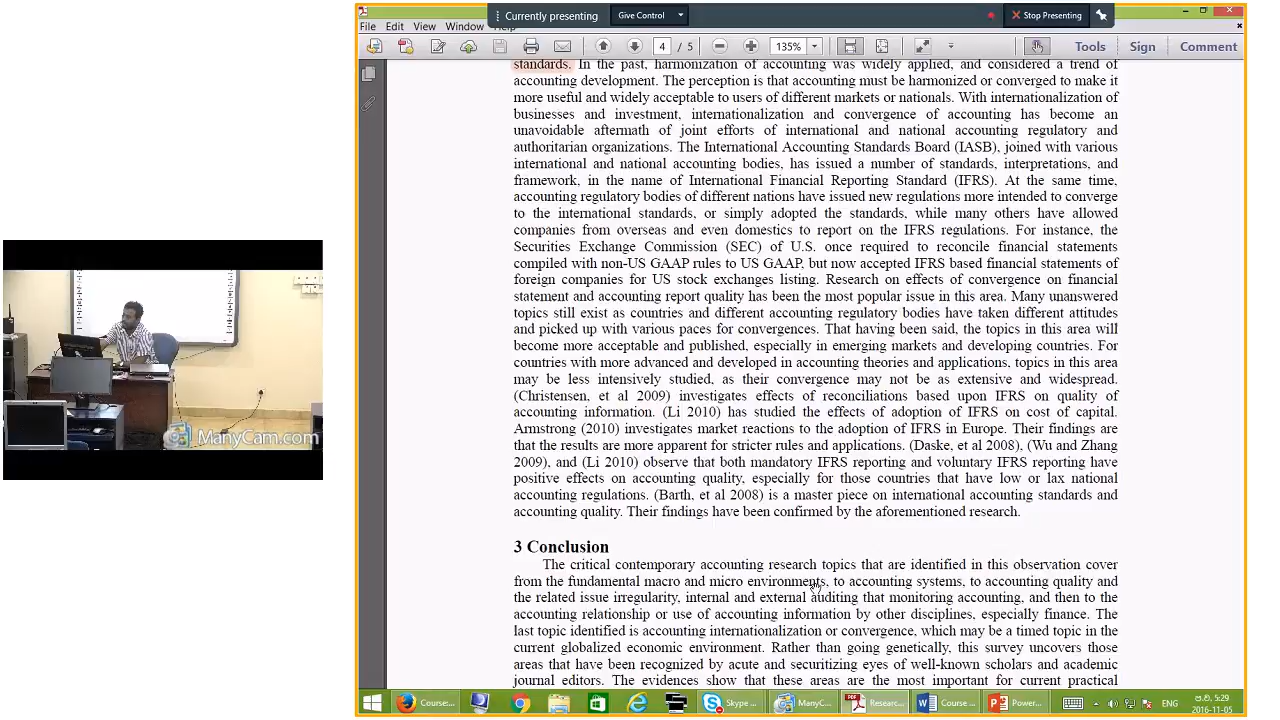 Currently presenting
Give Control
Stop Presenting
File Edit View Window Help
4 / 5
135%
Tools
Sign
Comment
standards. In the past, harmonization of accounting was widely applied, and considered a trend of
accounting development. The perception is that accounting must be harmonized or converged to make it
more useful and widely acceptable to users of different markets or nationals. With internationalization of
businesses and investment, internationalization and convergence of accounting has become an
unavoidable aftermath of joint efforts of international and national accounting regulatory and
authoritarian organizations. The International Accounting Standards Board (IASB), joined with various
international and national accounting bodies, has issued a number of standards, interpretations, and
framework, in the name of International Financial Reporting Standard (IFRS). At the same time,
accounting regulatory bodies of different nations have issued new regulations more intended to converge
to the international standards, or simply adopted the standards, while many others have allowed
companies from overseas and even domestics to report on the IFRS regulations. For instance, the
Securities Exchange Commission (SEC) of U.S. once required to reconcile financial statements
compiled with non-US GAAP rules to US GAAP, but now accepted IFRS based financial statements of
foreign companies for US stock exchanges listing. Research on effects of convergence on financial
statement and accounting report quality has been the most popular issue in this area. Many unanswered
topics still exist as countries and different accounting regulatory bodies have taken different attitudes
and picked up with various paces for convergences. That having been said, the topics in this area will
become more acceptable and published, especially in emerging markets and developing countries. For
countries with more advanced and developed in accounting theories and applications, topics in this area
may be less intensively studied, as their convergence may not be as extensive and widespread.
(Christensen, et al 2009) investigates effects of reconciliations based upon IFRS on quality of
accounting information. (Li 2010) has studied the effects of adoption of IFRS on cost of capital.
Armstrong (2010) investigates market reactions to the adoption of IFRS in Europe. Their findings are
that the results are more apparent for stricter rules and applications. (Daske, et al 2008), (Wu and Zhang
2009), and (Li 2010) observe that both mandatory IFRS reporting and voluntary IFRS reporting have
positive effects on accounting quality, especially for those countries that have low or lax national
accounting regulations. (Barth, et al 2008) is a master piece on international accounting standards and
accounting quality. Their findings have been confirmed by the aforementioned research.
3 Conclusion
The critical contemporary accounting research topics that are identified in this observation cover
from the fundamental macro and micro environments, to accounting systems, to accounting quality and
the related issue irregularity, internal and external auditing that monitoring accounting, and then to the
accounting relationship or use of accounting information by other disciplines, especially finance. The
last topic identified is accounting internationalization or convergence, which may be a timed topic in the
current globalized economic environment. Rather than going genetically, this survey uncovers those
areas that have been recognized by acute and securitizing eyes of well-known scholars and academic
journal editors. The evidences show that these areas are the most important for current practical
ManyCam.com
Course:...
Skype ...
ManyC...
Researc...
Course ...
Power...
ENG
5:29
2016-11-05